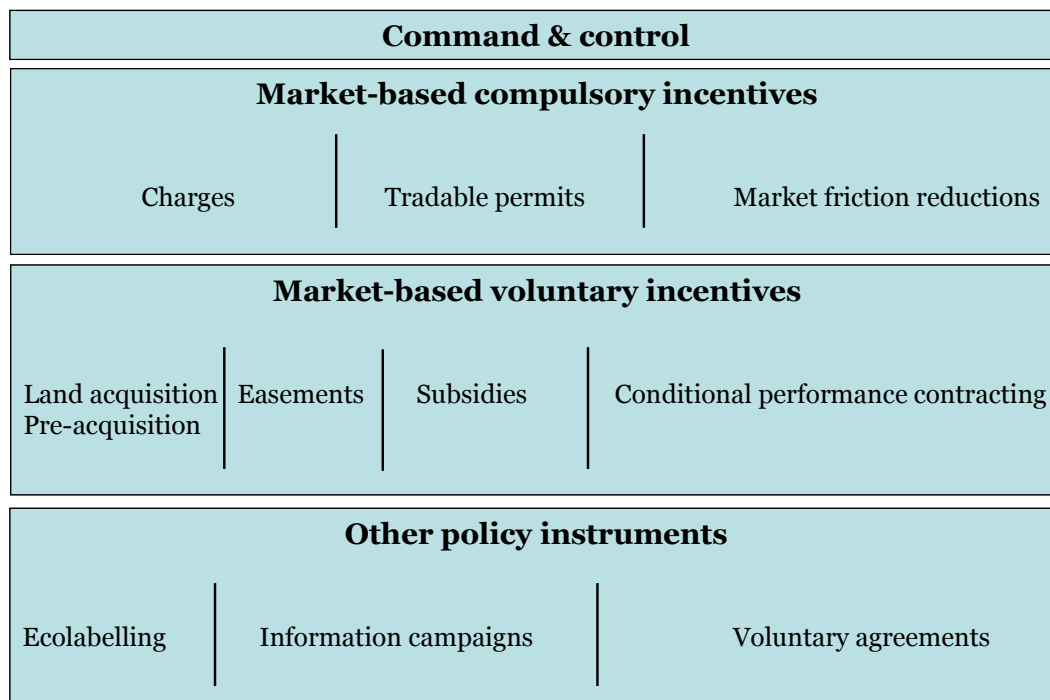 Command & control
Market-based compulsory incentives
Charges
Tradable permits
Market friction reductions
Market-based voluntary incentives
Land acquisition
Pre-acquisition
Easements
Subsidies
Conditional performance contracting
Other policy instruments
Ecolabelling
Information campaigns
Voluntary agreements